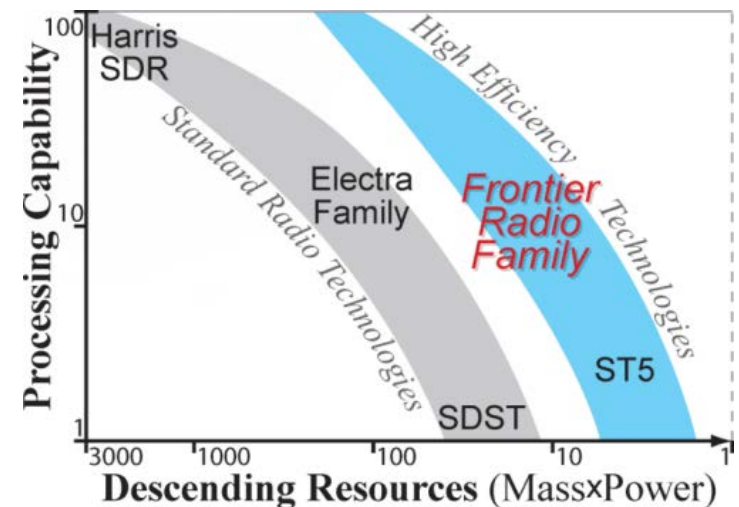 100
Harris
SDR
High Efficiency Technologies
Standard Radio Technologies
Electra
Family
Frontier
Radio
Family
10
Processing Capability
ST5
SDST
1
3000 1000 100 10 1
Descending Resources (Mass×Power)